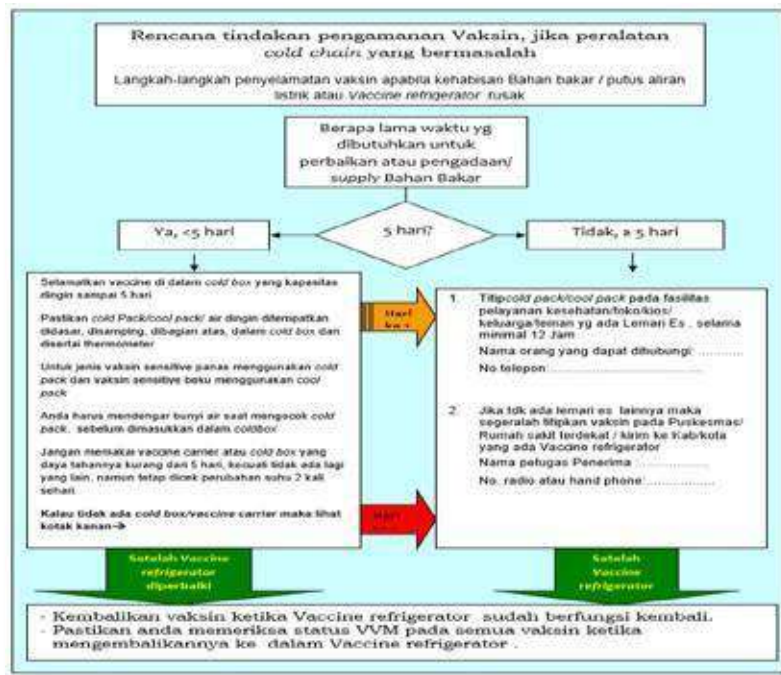 Rencana tindakan pengamanan Vaksin, jika peralatan
cold chain yang bermasalah
Langkah-langkah penyelamatan vaksin apabila kehabisan Bahan bakar / putus aliran
listrik atau Vaccine refrigerator rusak
Berapa lama waktu yg
dibutuhkan untuk
perbaikan atau pengadaan/
supply Bahan Bakar
5 hari?
Ya, <5 hari
Tidak, ≥ 5 hari
Selamatkan vaccine di dalam cold box yang kapasitas
dingin sampai 5 hari
Pastikan cold Pack/cool pack/ air dingin ditempatkan
didasar, disamping, dibagian atas, dalam cold box dan
disertai thermometer
Untuk jenis vaksin sensitive panas menggunakan cold
pack dan vaksin sensitive beku menggunakan cool
pack
Anda harus mendengar bunyi air saat mengocok cold
pack, sebelum dimasukkan dalam coldbox
Jangan memakai vaccine carrier atau cold box yang
daya tahannya kurang dari 5 hari, kecuali tidak ada lagi
yang lain, namun tetap dicek perubahan suhu 2 kali
sehari.
Kalau tidak ada cold box/vaccine carrier maka lihat
kotak kanan→
Hari
1. Titipcold pack/cool pack pada fasilitas
pelayanan kesehatan/toko/kios/
keluarga/teman yg ada Lemari Es , selama
minimal 12 Jam
Nama orang yang dapat dihubungi: ...........
No telepon:.................................
2. Jika tdk ada lemari es lainnya maka
segeralah titipkan vaksin pada Puskesmas/
Rumah sakit terdekat / kirim ke Kab/kota
yang ada Vaccine refrigerator
Nama petugas Penerima :.................
No. radio atau hand phone:...............
Setelah Vaccine
refrigerator
diperbaiki
Setelah
Vaccine
refrigerator
- Kembalikan vaksin ketika Vaccine refrigerator sudah berfungsi kembali.
- Pastikan anda memeriksa status VVM pada semua vaksin ketika
mengembalikannya ke dalam Vaccine refrigerator .